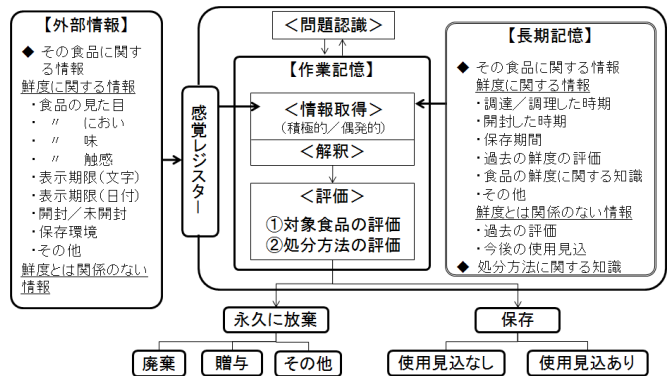 【外部情報】
◆ その食品に関す
る情報
鮮度に関する情報
・食品の見た目
・ 〃 におい
・ 〃 味
・ 〃 触感
・表示期限(文字)
・表示期限(日付)
・開封/未開封
・保存環境
・その他
鮮度とは関係のない
情報
感覚レジスター
<問題認識>
【作業記憶】
<情報取得>
(積極的/偶発的)
<解釈>
<評価>
①対象食品の評価
②処分方法の評価
【長期記憶】
◆ その食品に関する情報
鮮度に関する情報
・調達/調理した時期
・開封した時期
・保存期間
・過去の鮮度の評価
・食品の鮮度に関する知識
・その他
鮮度とは関係のない情報
・過去の評価
・今後の使用見込
◆ 処分方法に関する知識
永久に放棄
保存
廃棄
贈与
その他
使用見込なし
使用見込あり